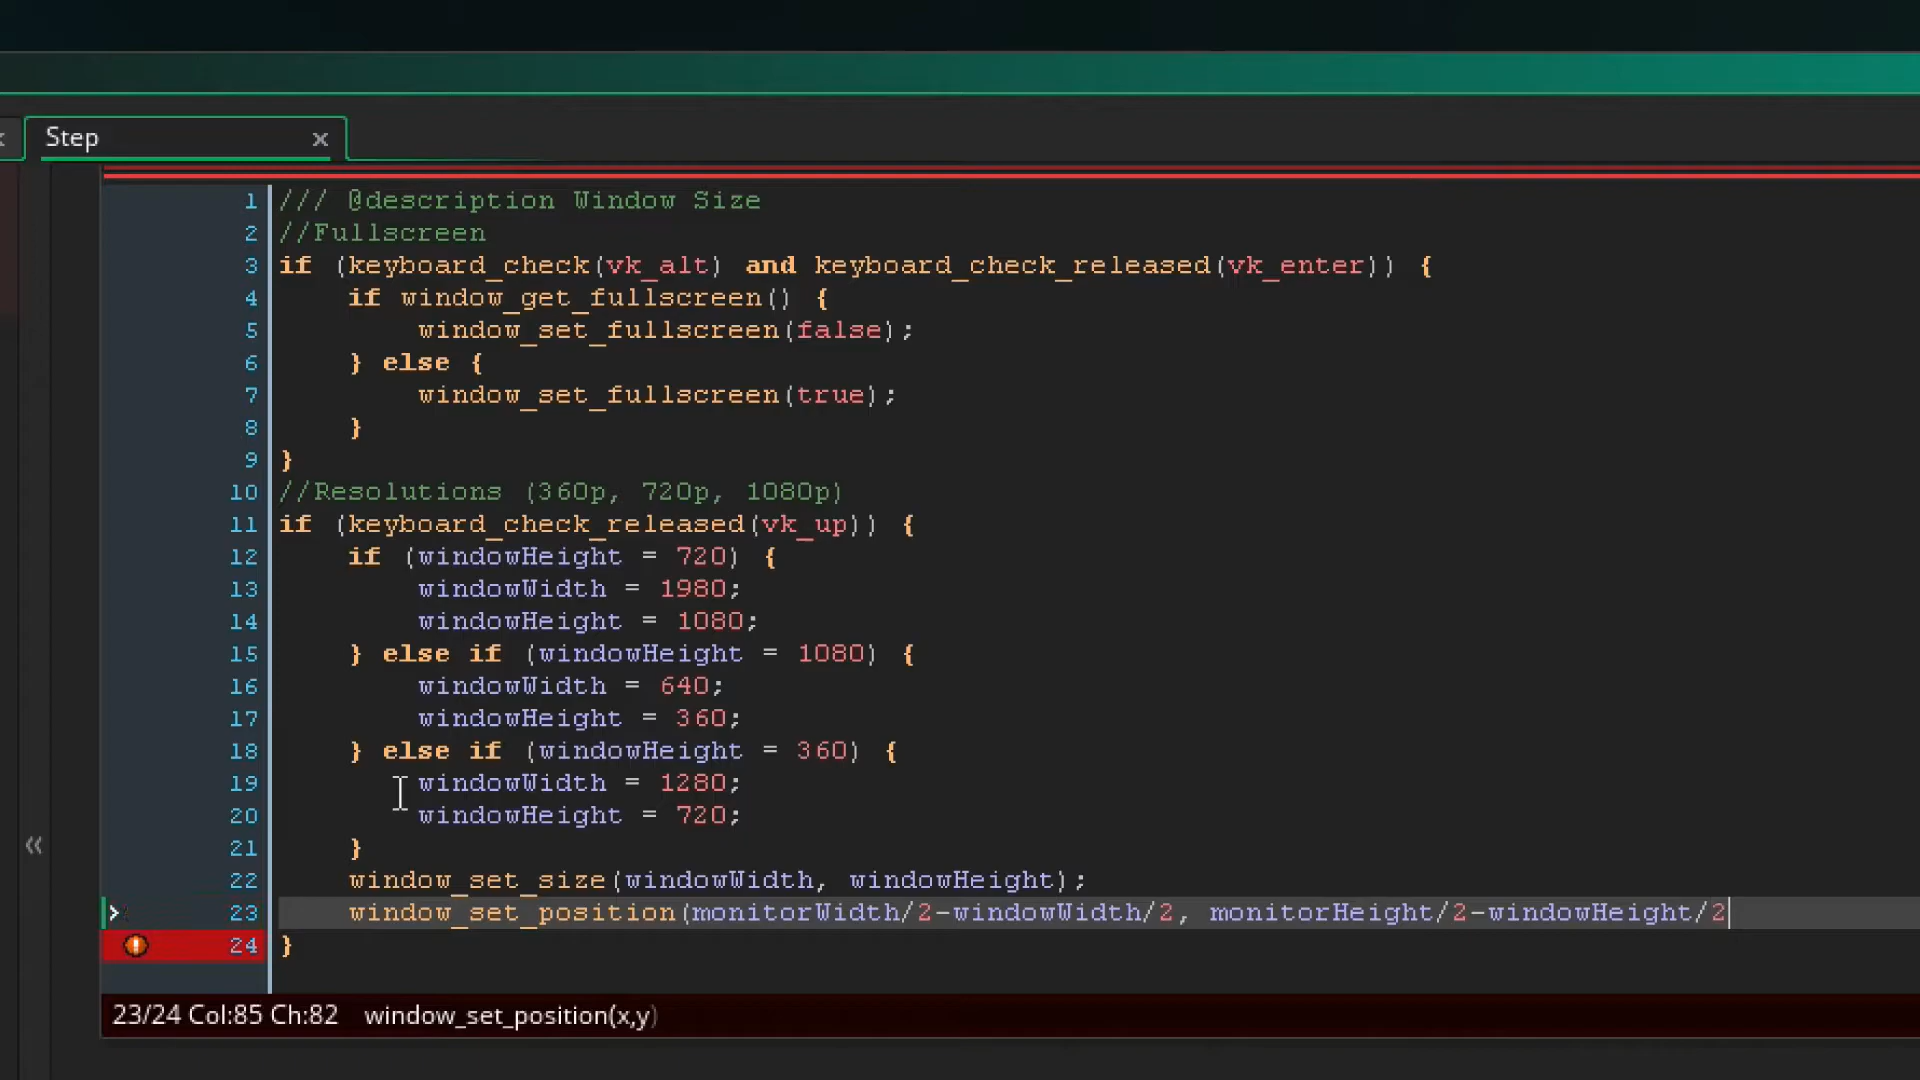 Step
1 /// @description Window Size
2 //Fullscreen
3 if (keyboard_check(vk_alt) and keyboard_check_released(vk_enter)) {
4     if window_get_fullscreen() {
5         window_set_fullscreen(false);
6     } else {
7         window_set_fullscreen(true);
8     }
9 }
10 //Resolutions (360p, 720p, 1080p)
11 if (keyboard_check_released(vk_up)) {
12     if (windowHeight = 720) {
13         windowWidth = 1980;
14         windowHeight = 1080;
15     } else if (windowHeight = 1080) {
16         windowWidth = 640;
17         windowHeight = 360;
18     } else if (windowHeight = 360) {
19         windowWidth = 1280;
20         windowHeight = 720;
21     }
22     window_set_size(windowWidth, windowHeight);
23     window_set_position(monitorWidth/2-windowWidth/2, monitorHeight/2-windowHeight/2
24 }
23/24 Col:85 Ch:82 window_set_position(x,y)